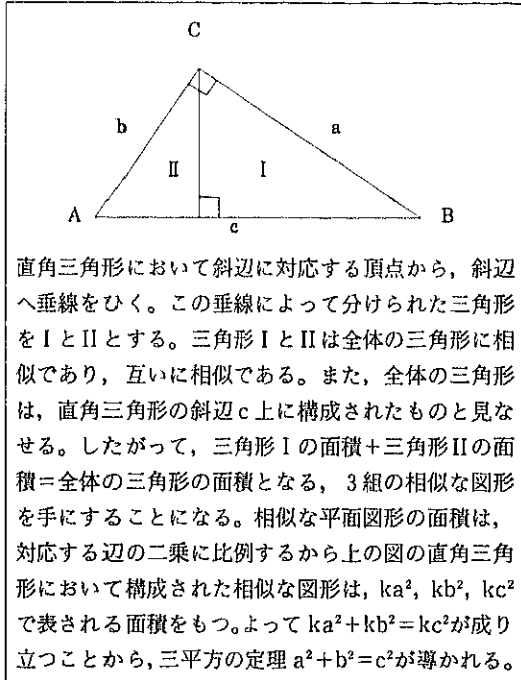 C
b
a
II
I
A
B
c
直角三角形において斜辺に対応する頂点から，斜辺
へ垂線をひく。この垂線によって分けられた三角形
をIとIIとする。三角形IとIIは全体の三角形に相
似であり，互いに相似である。また，全体の三角形
は，直角三角形の斜辺c上に構成されたものと見な
せる。したがって，三角形Iの面積＋三角形IIの面
積＝全体の三角形の面積となる，3組の相似な図形
を手にすることになる。相似な平面図形の面積は，
対応する辺の二乗に比例するから上の図の直角三角
形において構成された相似な図形は，ka², kb², kc²
で表される面積をもつ。よってka²+kb²=kc²が成り
立つことから，三平方の定理a²+b²=c²が導かれる。